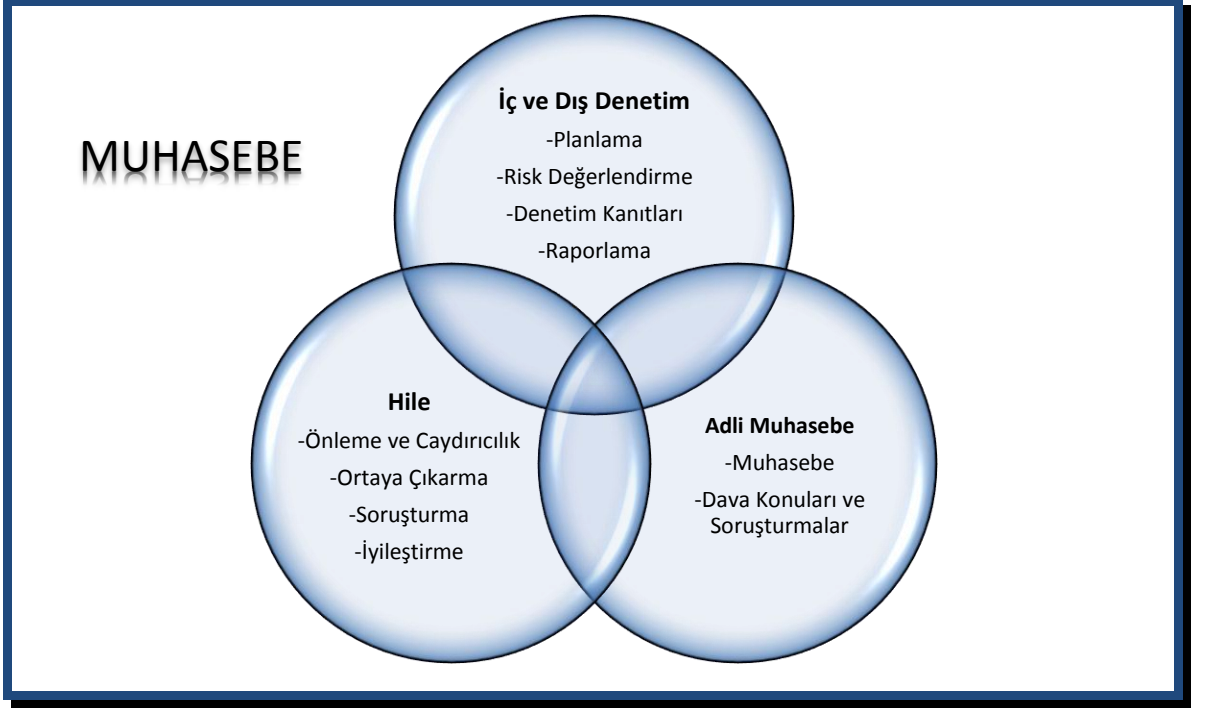 MUHASEBE
İç ve Dış Denetim
-Planlama
-Risk Değerlendirme
-Denetim Kanıtları
-Raporlama
Hile
-Önleme ve Caydırıcılık
-Ortaya Çıkarma
-Soruşturma
-İyileştirme
Adli Muhasebe
-Muhasebe
-Dava Konuları ve
Soruşturmalar